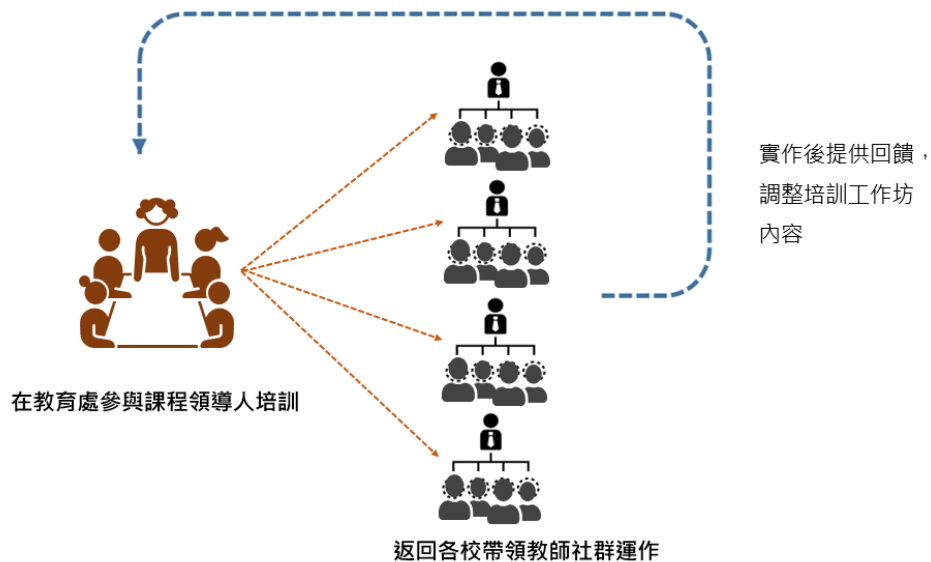 實作後提供回饋，
調整培訓工作坊
內容
在教育處參與課程領導人培訓
返回各校帶領教師社群運作